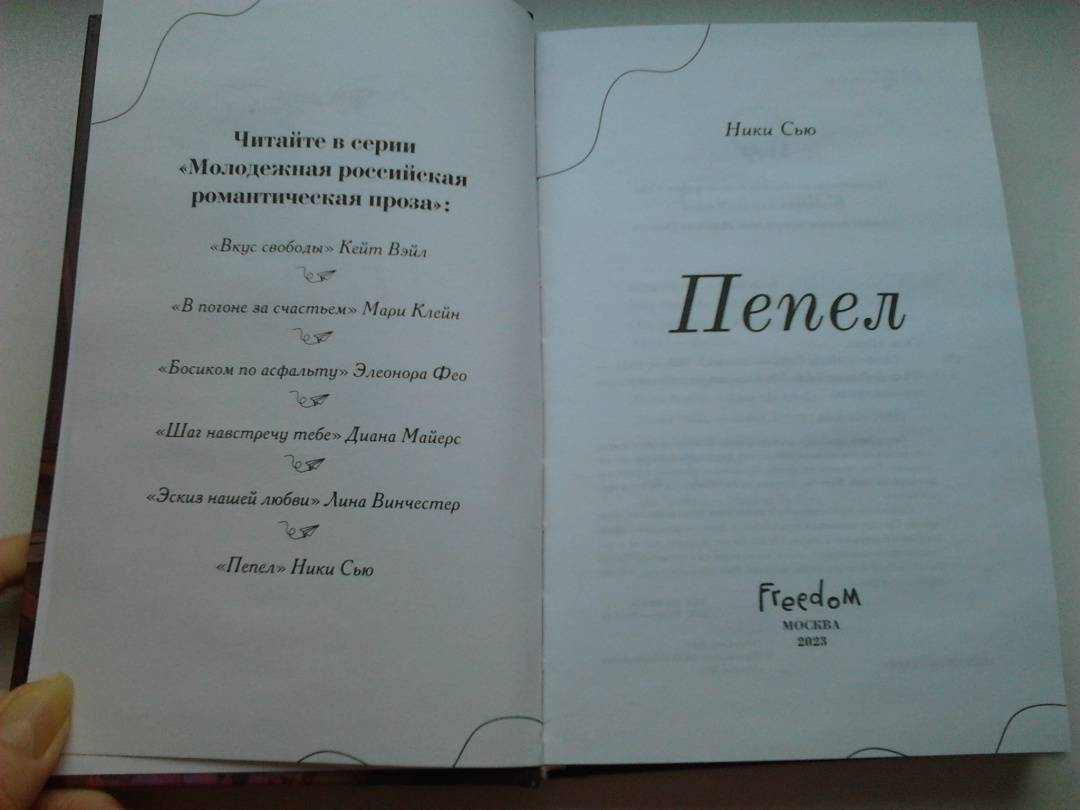 Читайте в серии
«Молодежная российская
романтическая проза»:
«Вкус свободы» Кейт Вэйл
«В погоне за счастьем» Мари Клейн
«Босиком по асфальту» Элеонора Фео
«Шаг навстречу тебе» Диана Майерс
«Эскиз нашей любви» Лина Винчестер
«Пепел» Ники Сью
Ники Сью
Пепел
Freedom
МОСКВА
2023